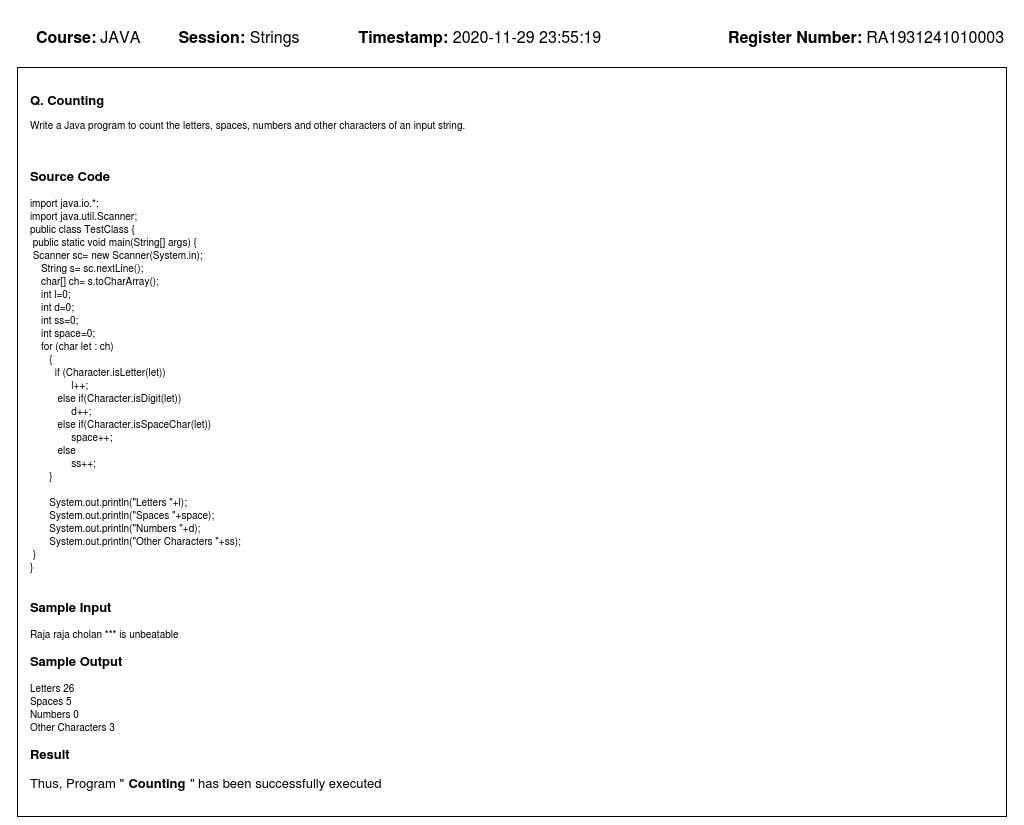 Course: JAVA Session: Strings Timestamp: 2020-11-29 23:55:19 Register Number: RA1931241010003
Q. Counting
Write a Java program to count the letters, spaces, numbers and other characters of an input string.
Source Code
import java.io.*;
import java.util.Scanner;
public class TestClass {
public static void main(String[] args) {
Scanner sc= new Scanner(System.in);
String s= sc.nextLine();
char[] ch= s.toCharArray();
int l=0;
int d=0;
int ss=0;
int space=0;
for (char let : ch)
{
if (Character.isLetter(let))
l++;
else if(Character.isDigit(let))
d++;
else if(Character.isSpaceChar(let))
space++;
else
ss++;
}
System.out.println("Letters "+l);
System.out.println("Spaces "+space);
System.out.println("Numbers "+d);
System.out.println("Other Characters "+ss);
}
}
Sample Input
Raja raja cholan *** is unbeatable
Sample Output
Letters 26
Spaces 5
Numbers 0
Other Characters 3
Result
Thus, Program " Counting " has been successfully executed